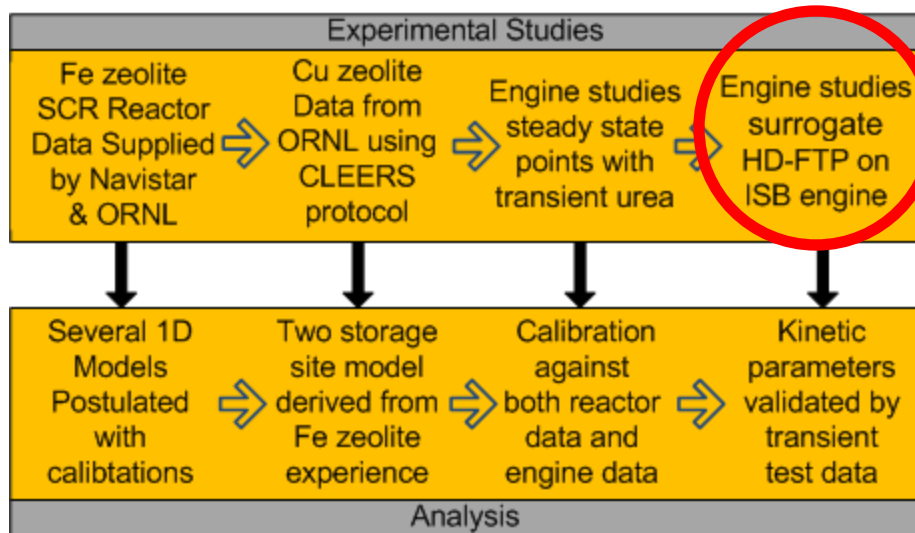 Experimental Studies
Fe zeolite
SCR Reactor
Data Supplied
by Navistar
& ORNL
Cu zeolite
Data from
ORNL using
CLEERS
protocol
Engine studies
steady state
points with
transient urea
Engine studies
surrogate
HD-FTP on
ISB engine
Several 1D
Models
Postulated
with
calibtations
Two storage
site model
derived from
Fe zeolite
experience
Calibration
against
both reactor
data and
engine data
Kinetic
parameters
validated by
transient
test data
Analysis